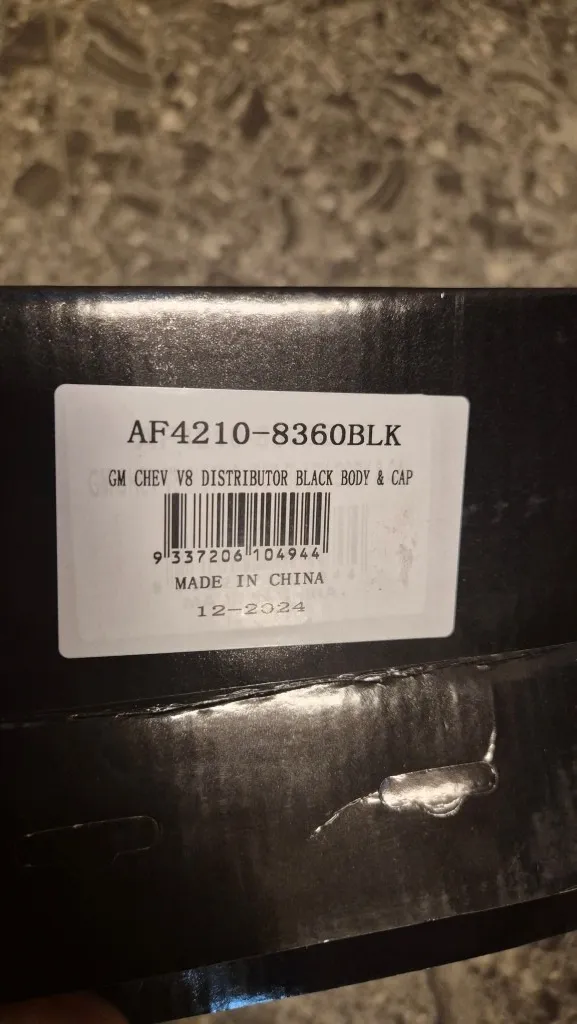 AF4210-8360BLK
GM CHEV V8 DISTRIBUTOR BLACK BODY & CAP
9 337206 104944
MADE IN CHINA
12-2024